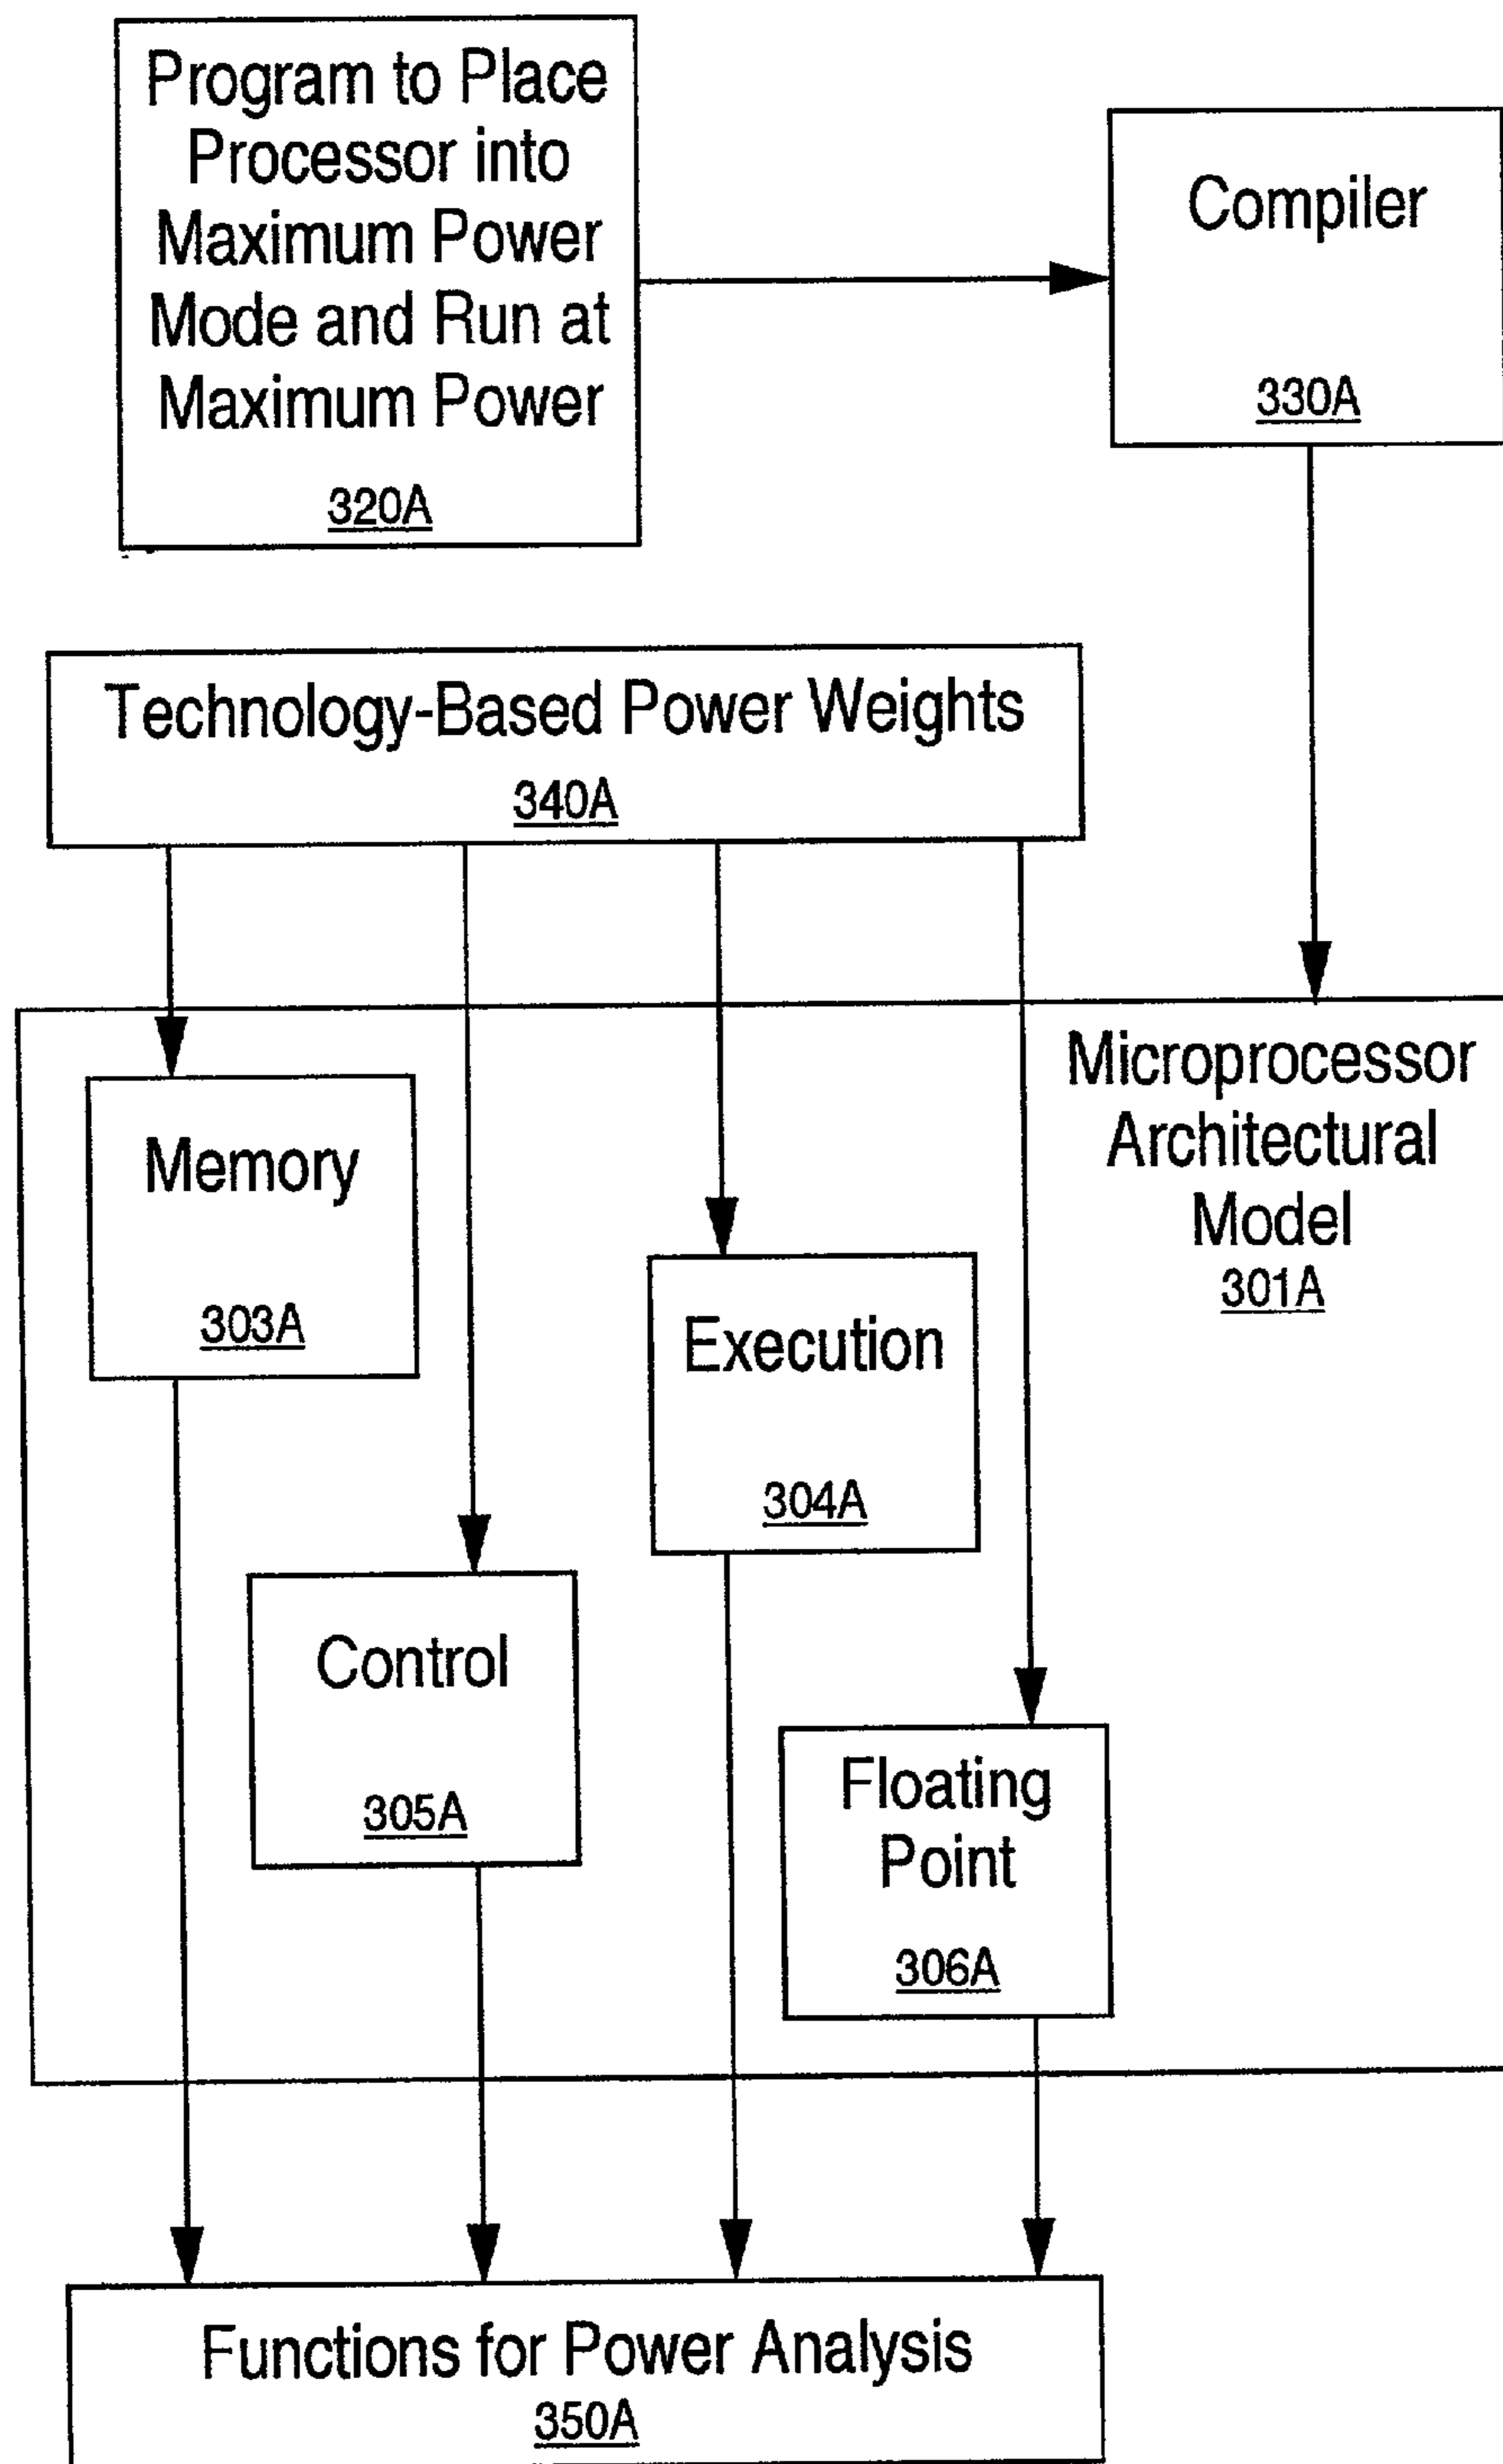 Program to Place
Processor into
Maximum Power
Mode and Run at
Maximum Power
320A
Compiler
330A
Technology-Based Power Weights
340A
Microprocessor
Architectural
Model
301A
Memory
303A
Execution
304A
Control
305A
Floating
Point
306A
Functions for Power Analysis
350A